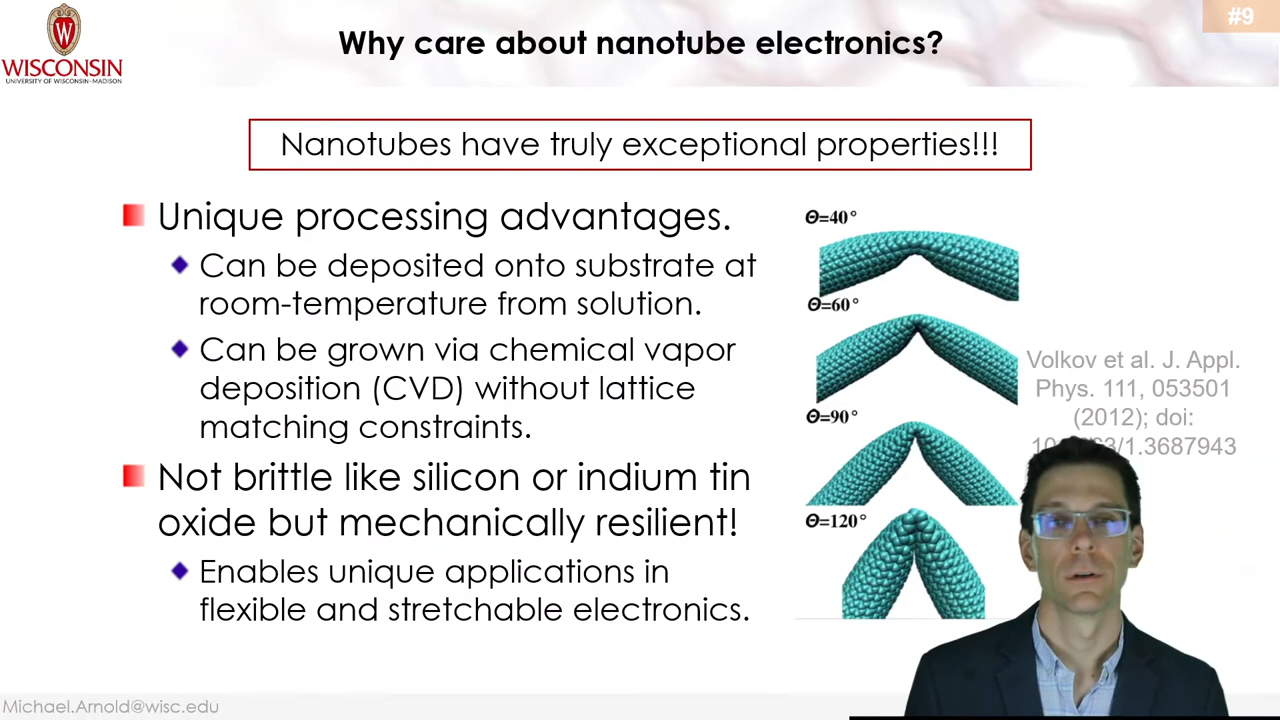 #9
Why care about nanotube electronics?
W
WISCONSIN
UNIVERSITY OF WISCONSIN-MADISON
Nanotubes have truly exceptional properties!!!
Unique processing advantages.
Can be deposited onto substrate at
room-temperature from solution.
Can be grown via chemical vapor
deposition (CVD) without lattice
matching constraints.
Not brittle like silicon or indium tin
oxide but mechanically resilient!
Enables unique applications in
flexible and stretchable electronics.
Θ=40°
Θ=60°
Θ=90°
Θ=120°
Volkov et al. J. Appl.
Phys. 111, 053501
(2012); doi:
/1.3687943
Michael.Arnold@wisc.edu